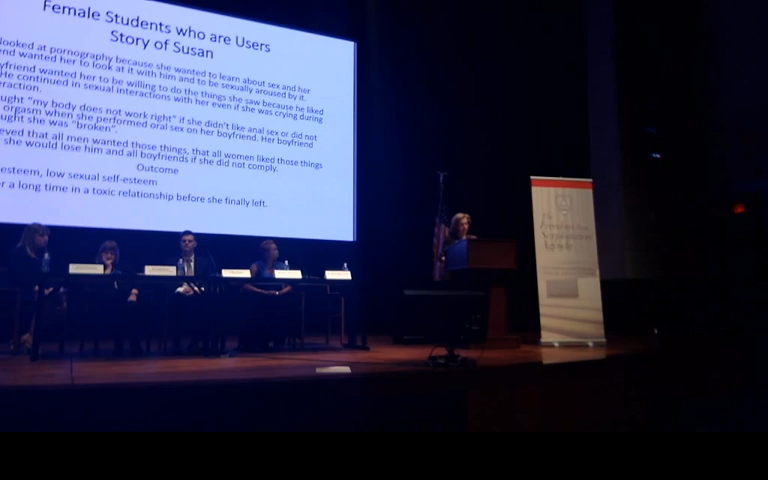 Female Students who are Users
Story of Susan
looked at pornography because she wanted to learn about sex and her
end wanted her to look at it with him and to be sexually aroused by it.
yfriend wanted her to be willing to do the things she saw because he liked
He continued in sexual interactions with her even if she was crying during
eraction.
ught "my body does not work right" if she didn't like anal sex or did not
orgasm when she performed oral sex on her boyfriend. Her boyfriend
ught she was "broken".
eved that all men wanted those things, that all women liked those things
she would lose him and all boyfriends if she did not comply.
Outcome
esteem, low sexual self-esteem
r a long time in a toxic relationship before she finally left.